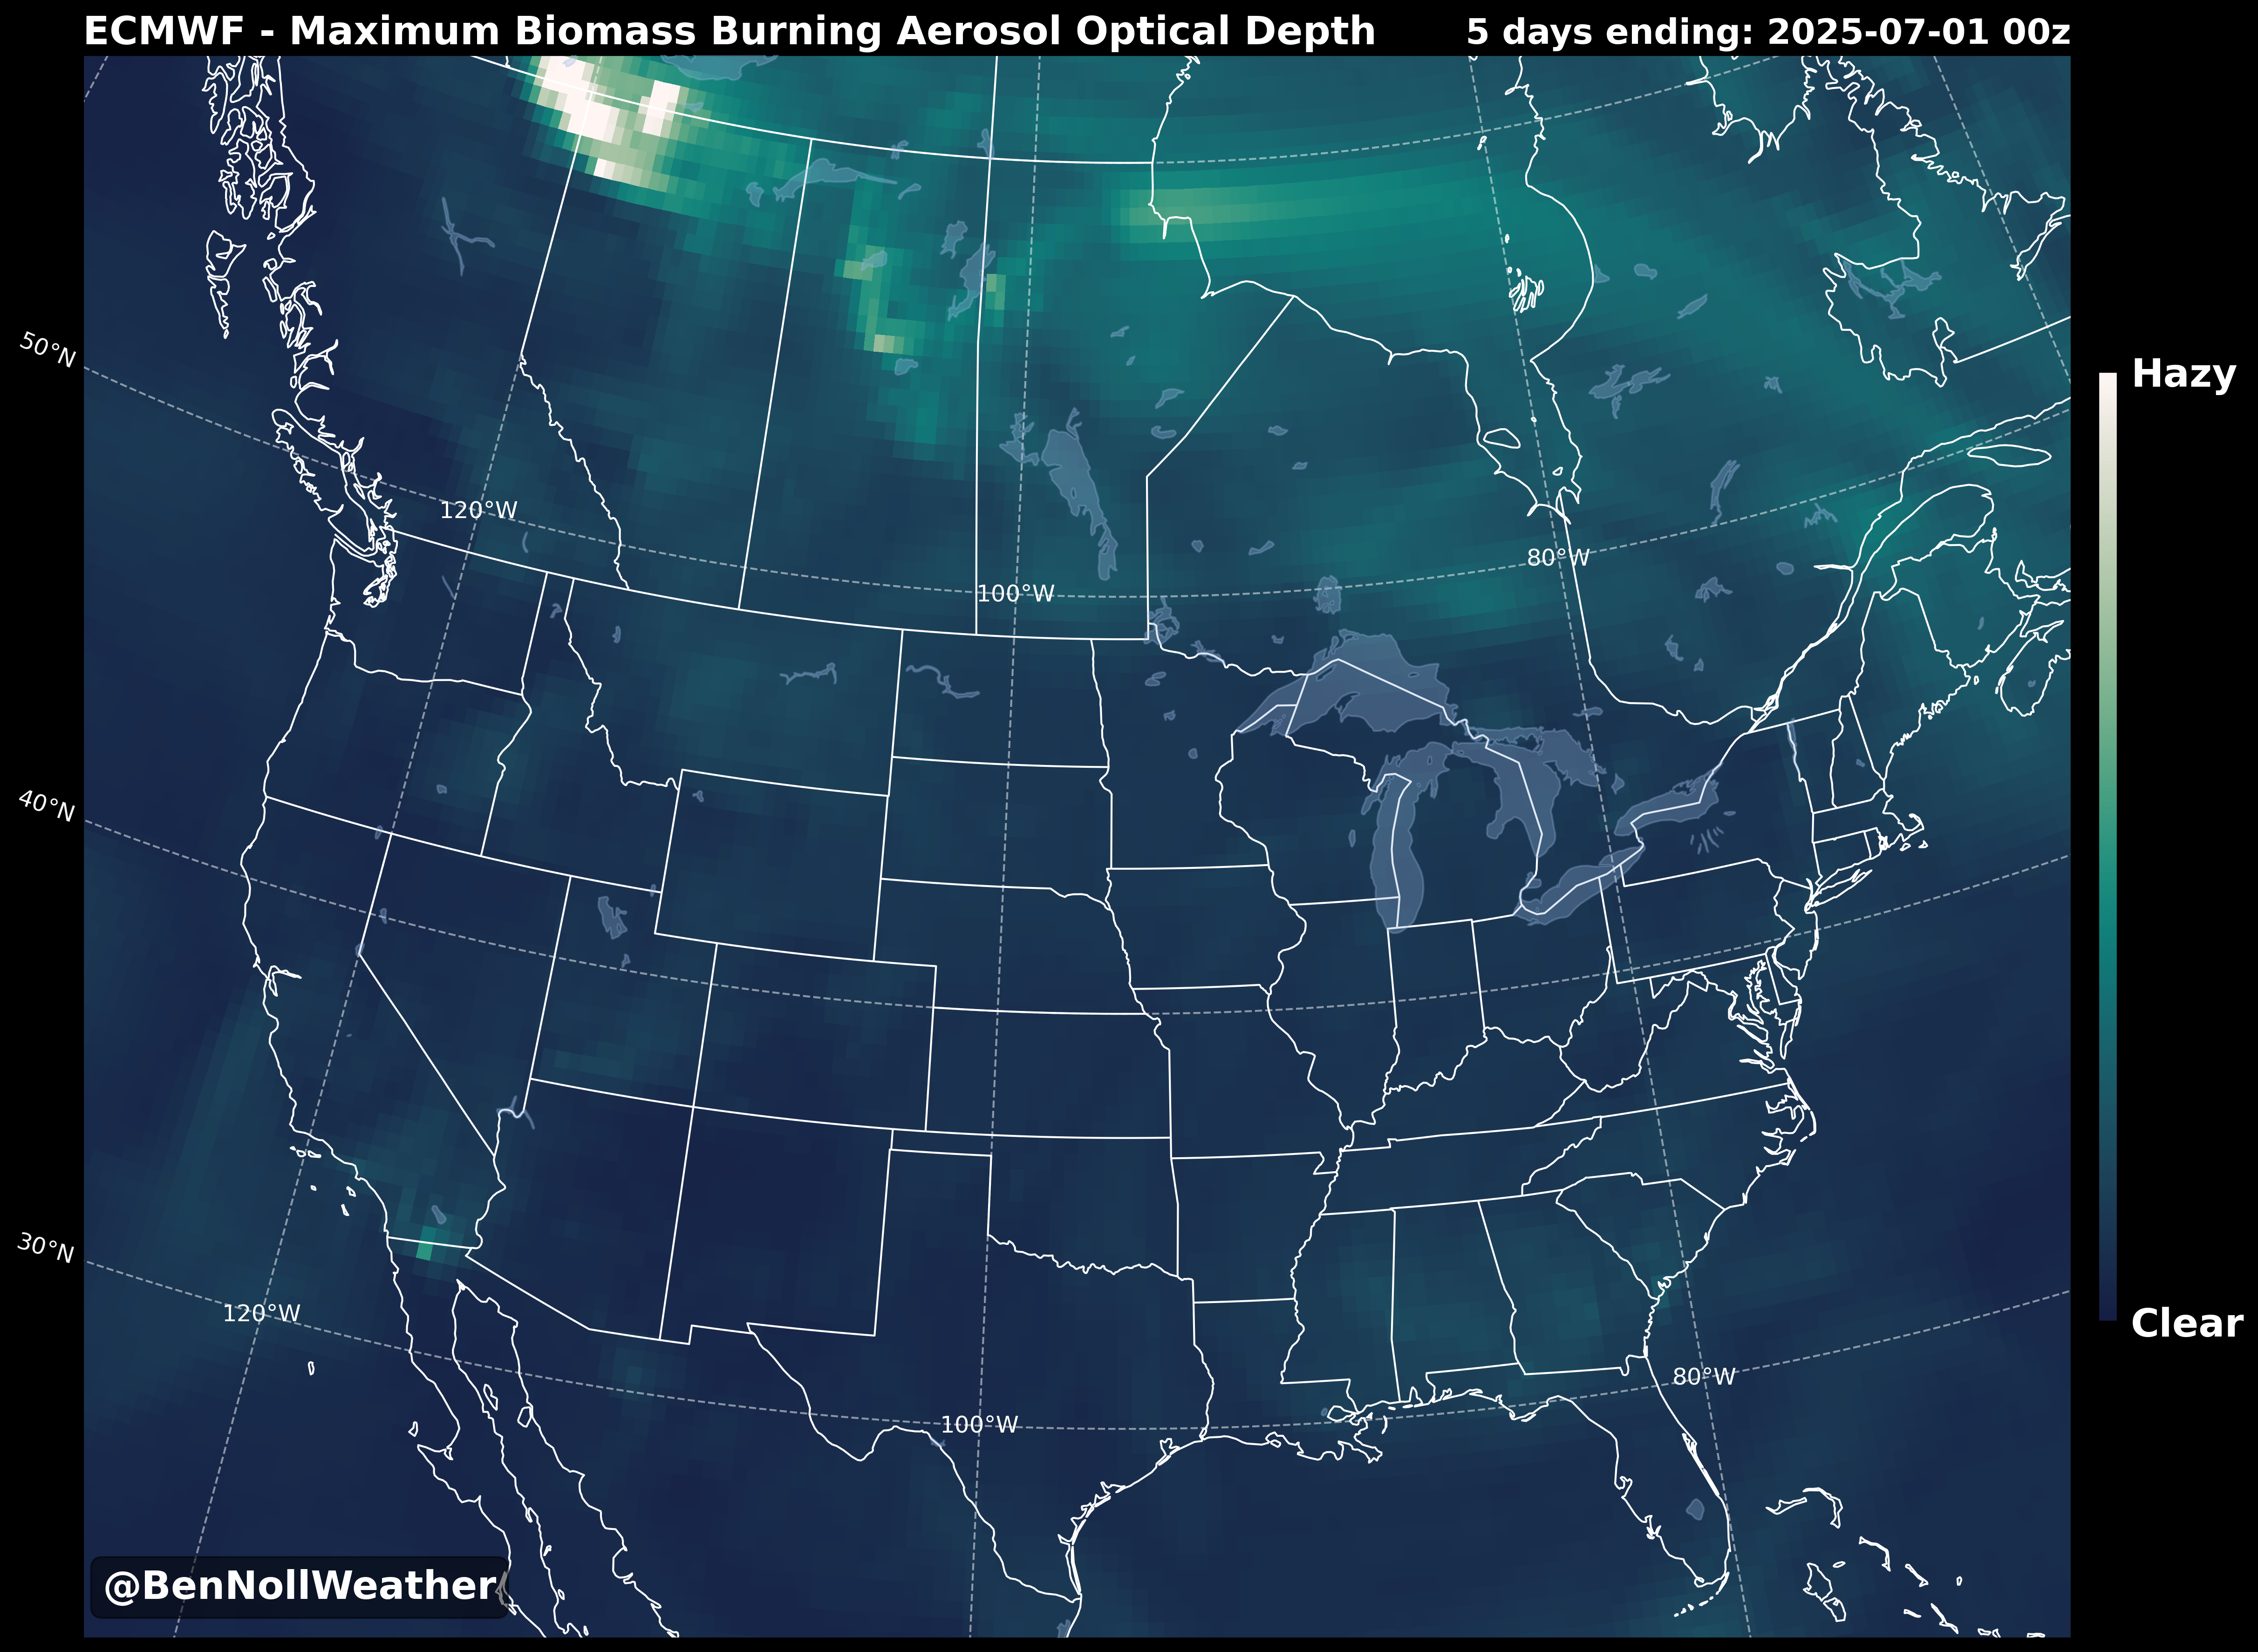 ECMWF - Maximum Biomass Burning Aerosol Optical Depth
5 days ending: 2025-07-01 00z
50°N
Hazy
120°W
80°W
100°W
40°N
30°N
120°W
Clear
80°W
100°W
@BenNollWeather